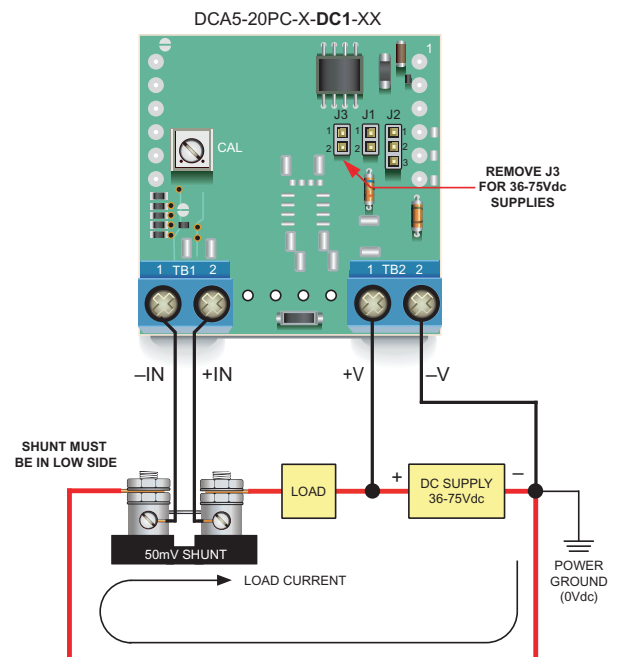 DCA5-20PC-X-DC1-XX
1
J3 J1 J2
1 1 1
2 2 2
3
CAL
REMOVE J3
FOR 36-75Vdc
SUPPLIES
1 TB1 2
1 TB2 2
–IN
+IN
+V
–V
SHUNT MUST
BE IN LOW SIDE
LOAD
+
DC SUPPLY
36-75Vdc
–
50mV SHUNT
LOAD CURRENT
POWER
GROUND
(0Vdc)